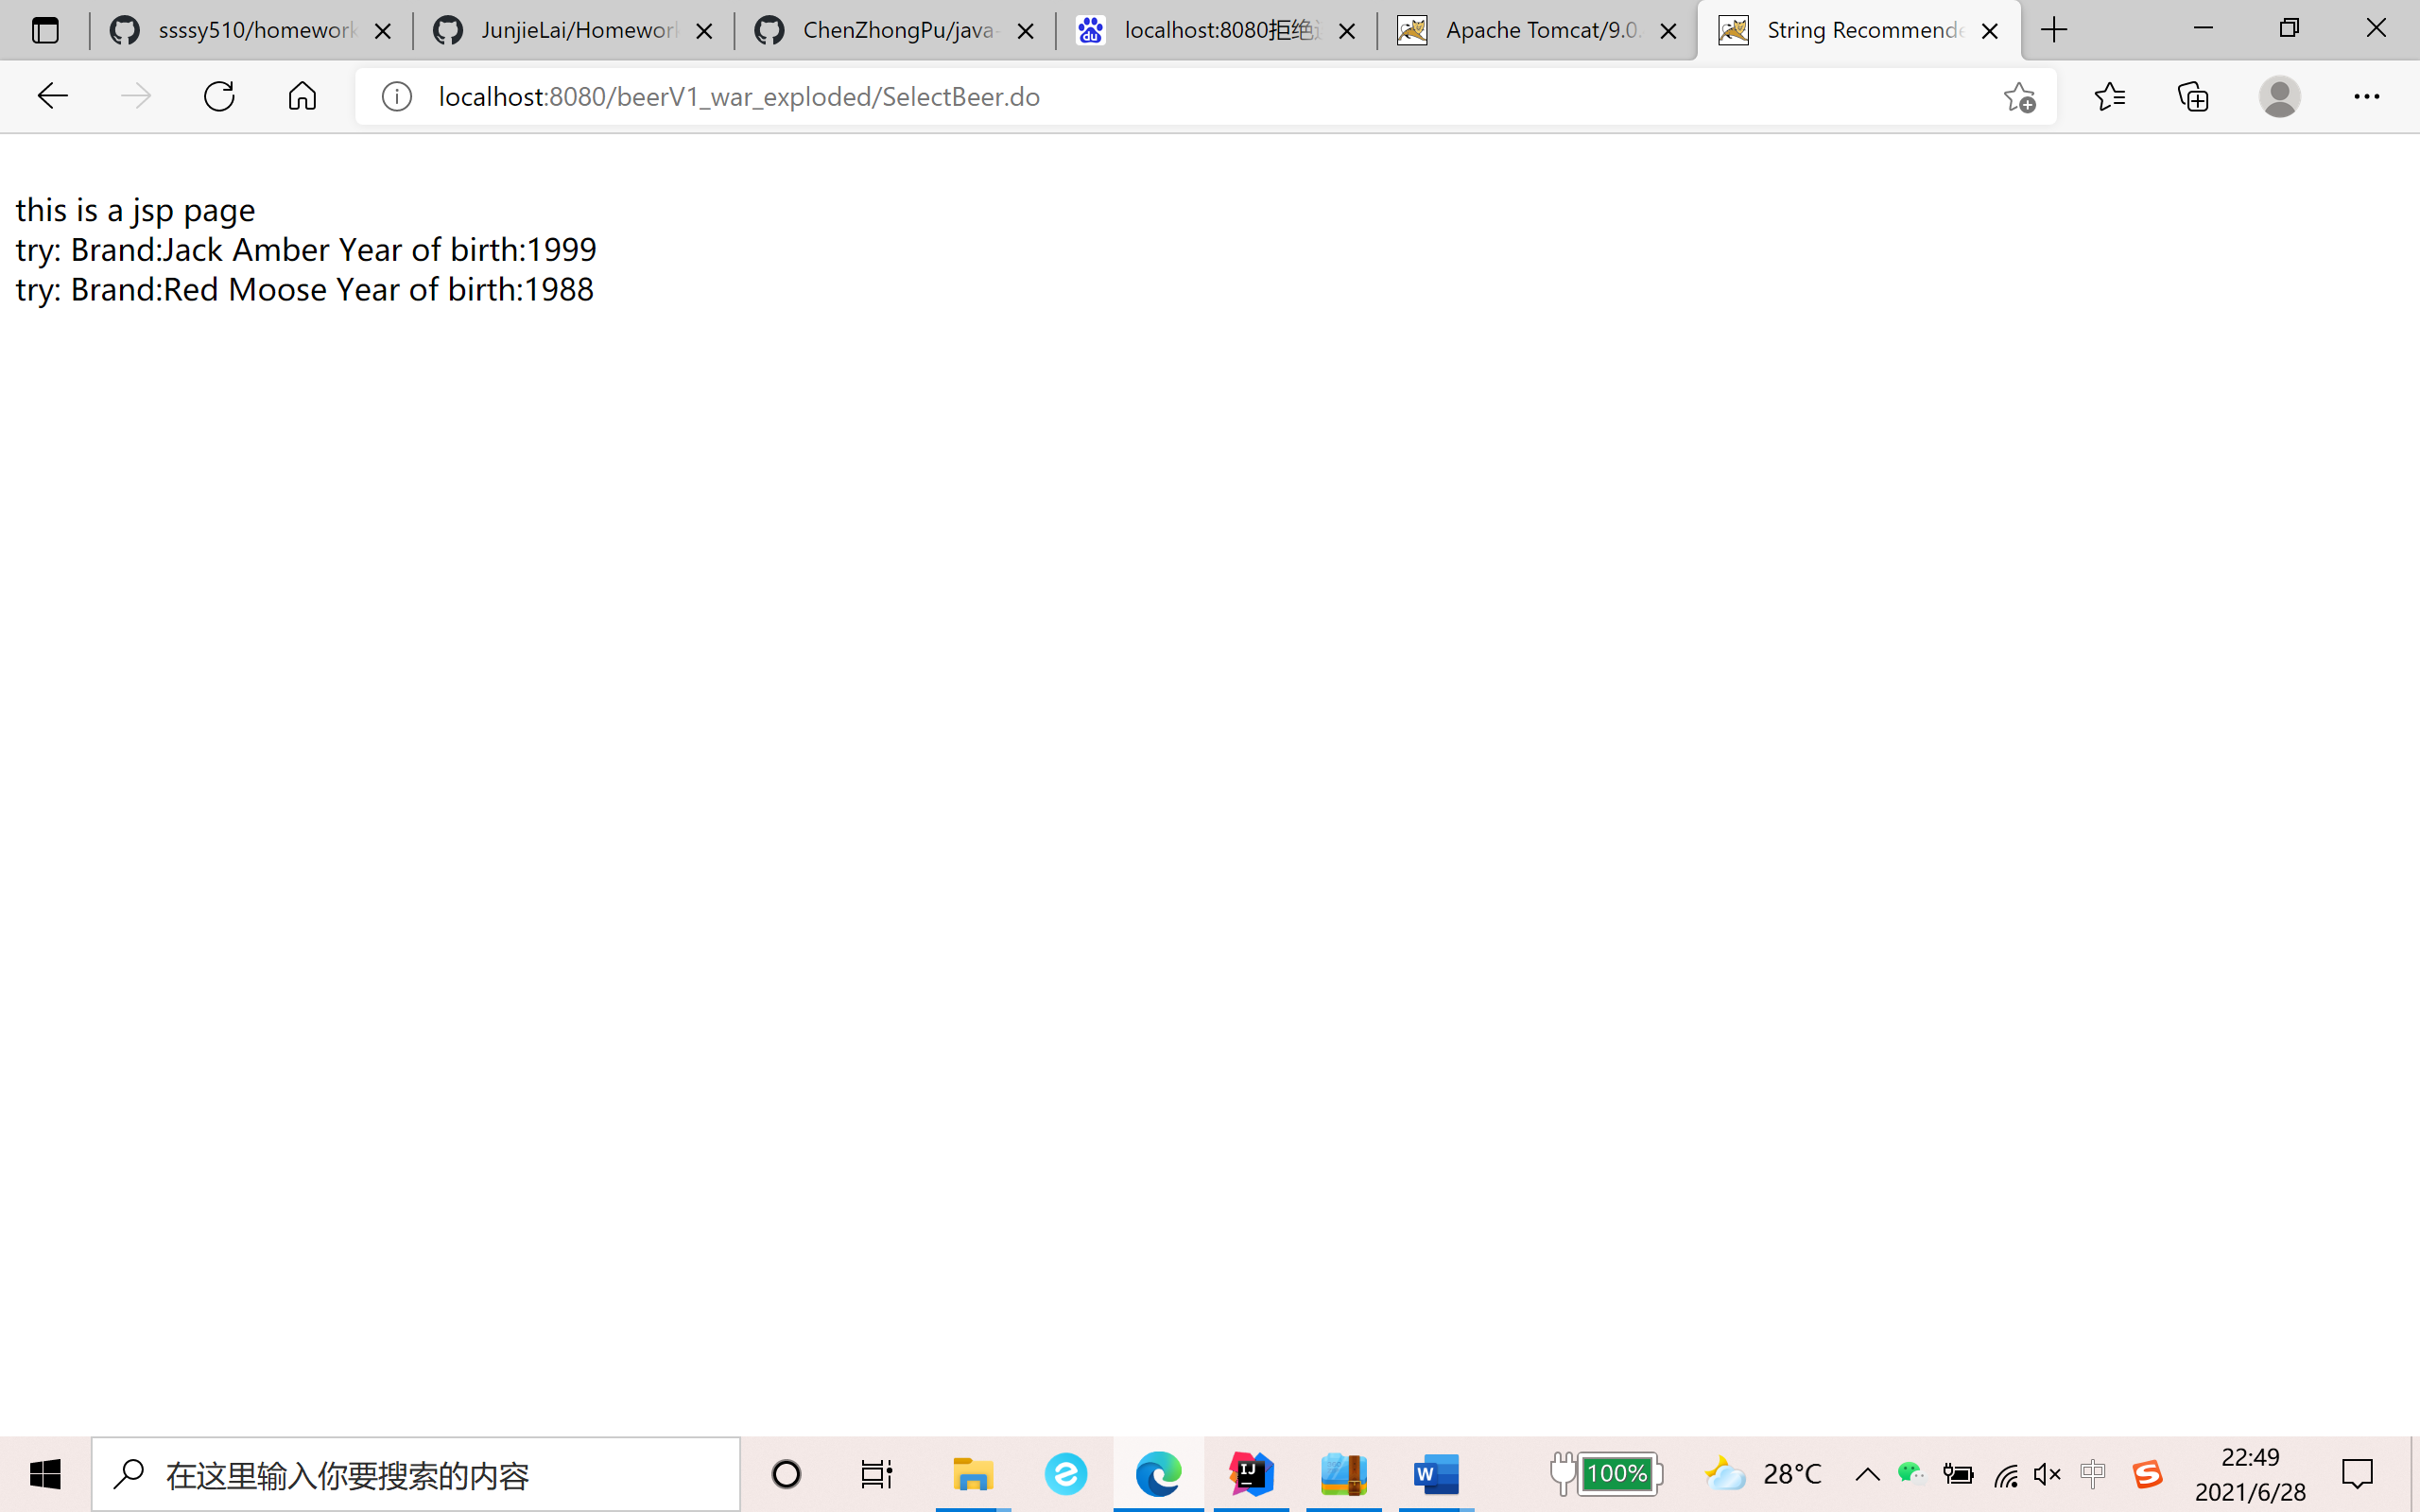 ssssy510/homework
JunjieLai/Homework
ChenZhongPu/java-
localhost:8080拒绝
Apache Tomcat/9.0.
String Recommende
localhost:8080/beerV1_war_exploded/SelectBeer.do
this is a jsp page
try: Brand:Jack Amber Year of birth:1999
try: Brand:Red Moose Year of birth:1988
在这里输入你要搜索的内容
100%
28°C
中
22:49
2021/6/28